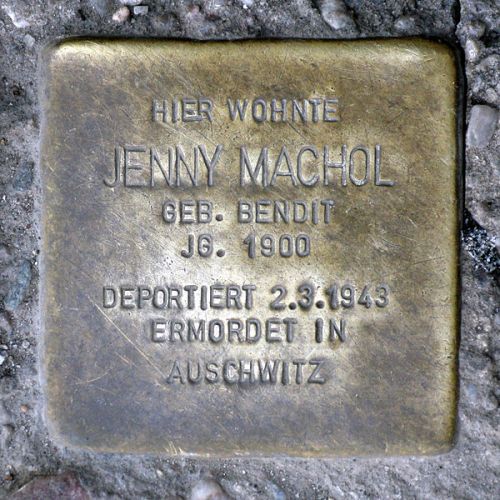 HIER WOHNTE
JENNY MACHOL
GEB. BENDIT
JG. 1900
DEPORTIERT 2.3.1943
ERMORDET IN
AUSCHWITZ